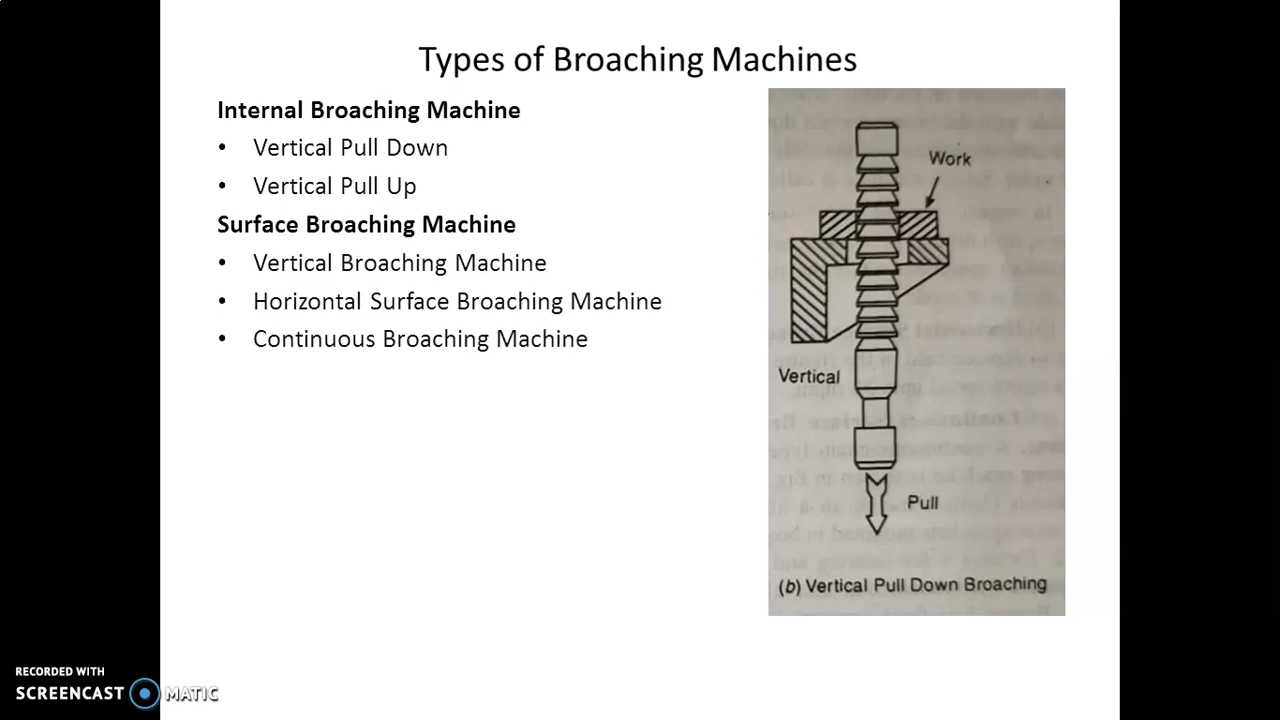 Types of Broaching Machines
Internal Broaching Machine
• Vertical Pull Down
• Vertical Pull Up
Surface Broaching Machine
• Vertical Broaching Machine
• Horizontal Surface Broaching Machine
• Continuous Broaching Machine
Work
Vertical
Pull
(b) Vertical Pull Down Broaching
RECORDED WITH
SCREENCAST MATIC